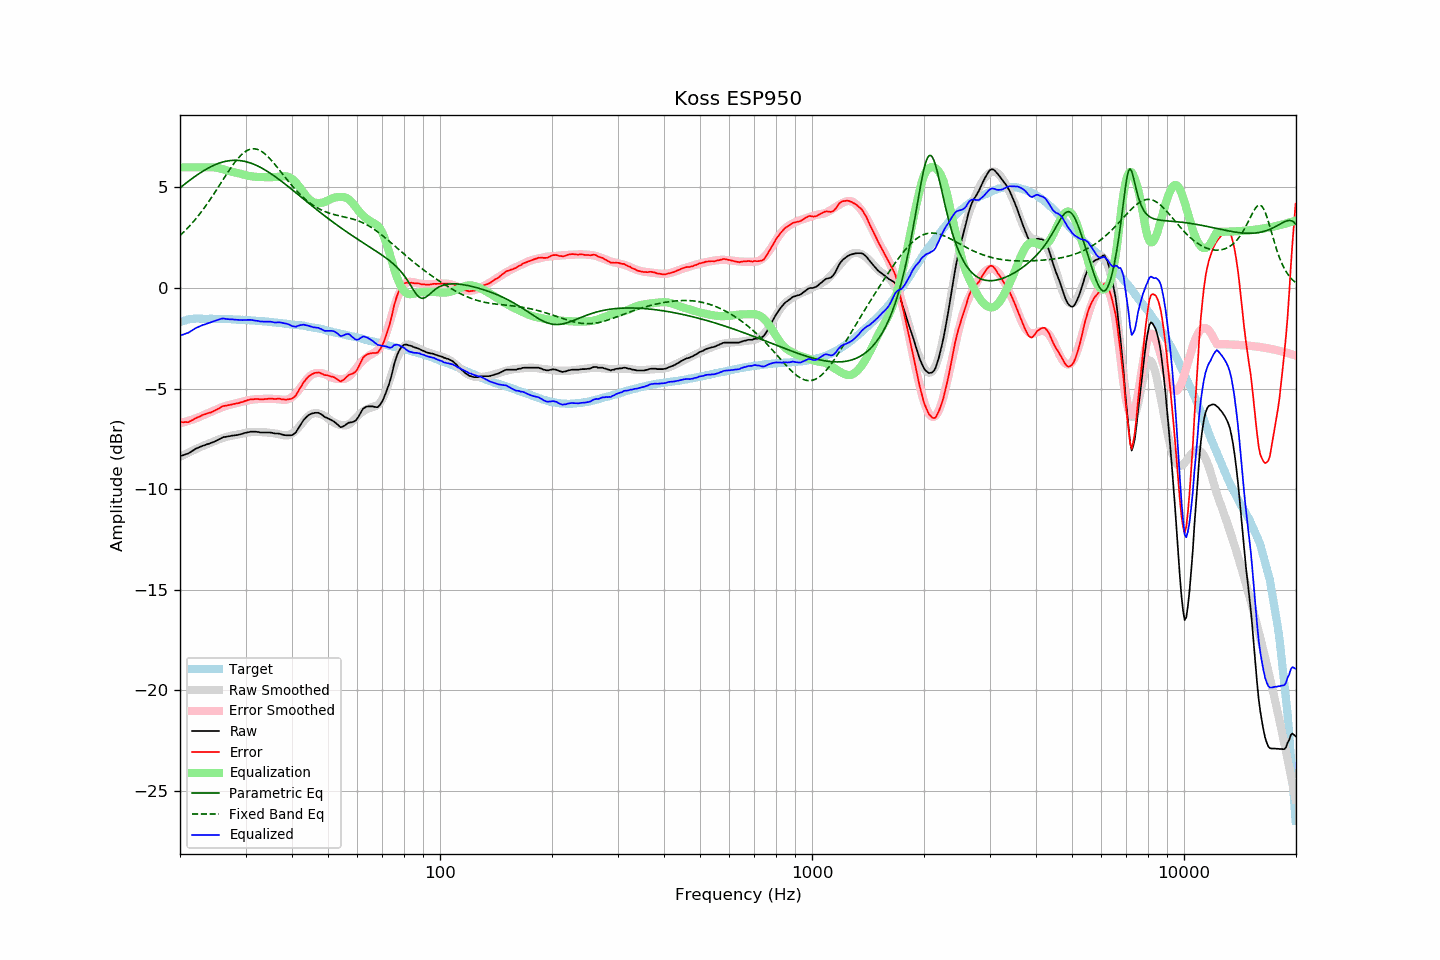 Koss ESP950
Amplitude (dBr)
5
0
−5
−10
−15
−20
−25
Target
Raw Smoothed
Error Smoothed
Raw
Error
Equalization
Parametric Eq
Fixed Band Eq
Equalized
100
1000
10000
Frequency (Hz)